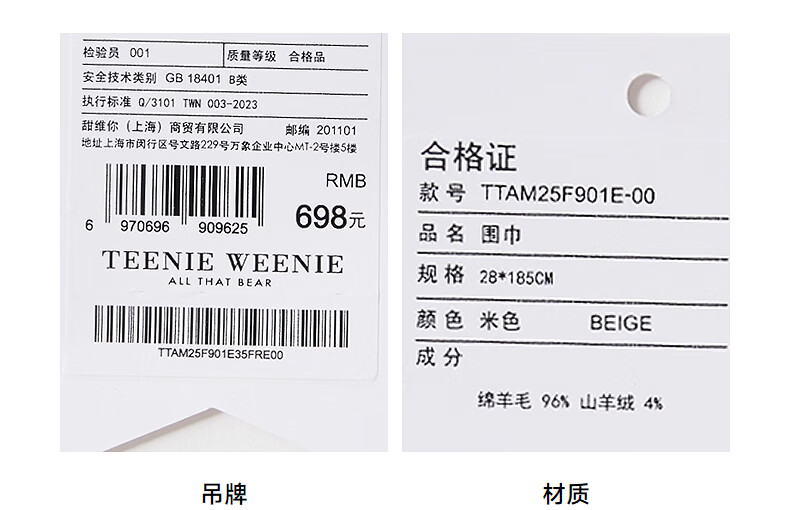 检验员 001 质量等级 合格品
安全技术类别 GB 18401 B类
执行标准 Q/3101 TWN 003-2023
甜维你（上海）商贸有限公司 邮编 201101
地址上海市闵行区号文路229号万象企业中心MT-2号楼5楼
RMB
698元
6 970696 909625
TEENIE WEENIE
ALL THAT BEAR
TTAM25F901E35FRE00
吊牌
合格证
款号 TTAM25F901E-00
品名 围巾
规格 28*185CM
颜色 米色 BEIGE
成分
绵羊毛 96% 山羊绒 4%
材质